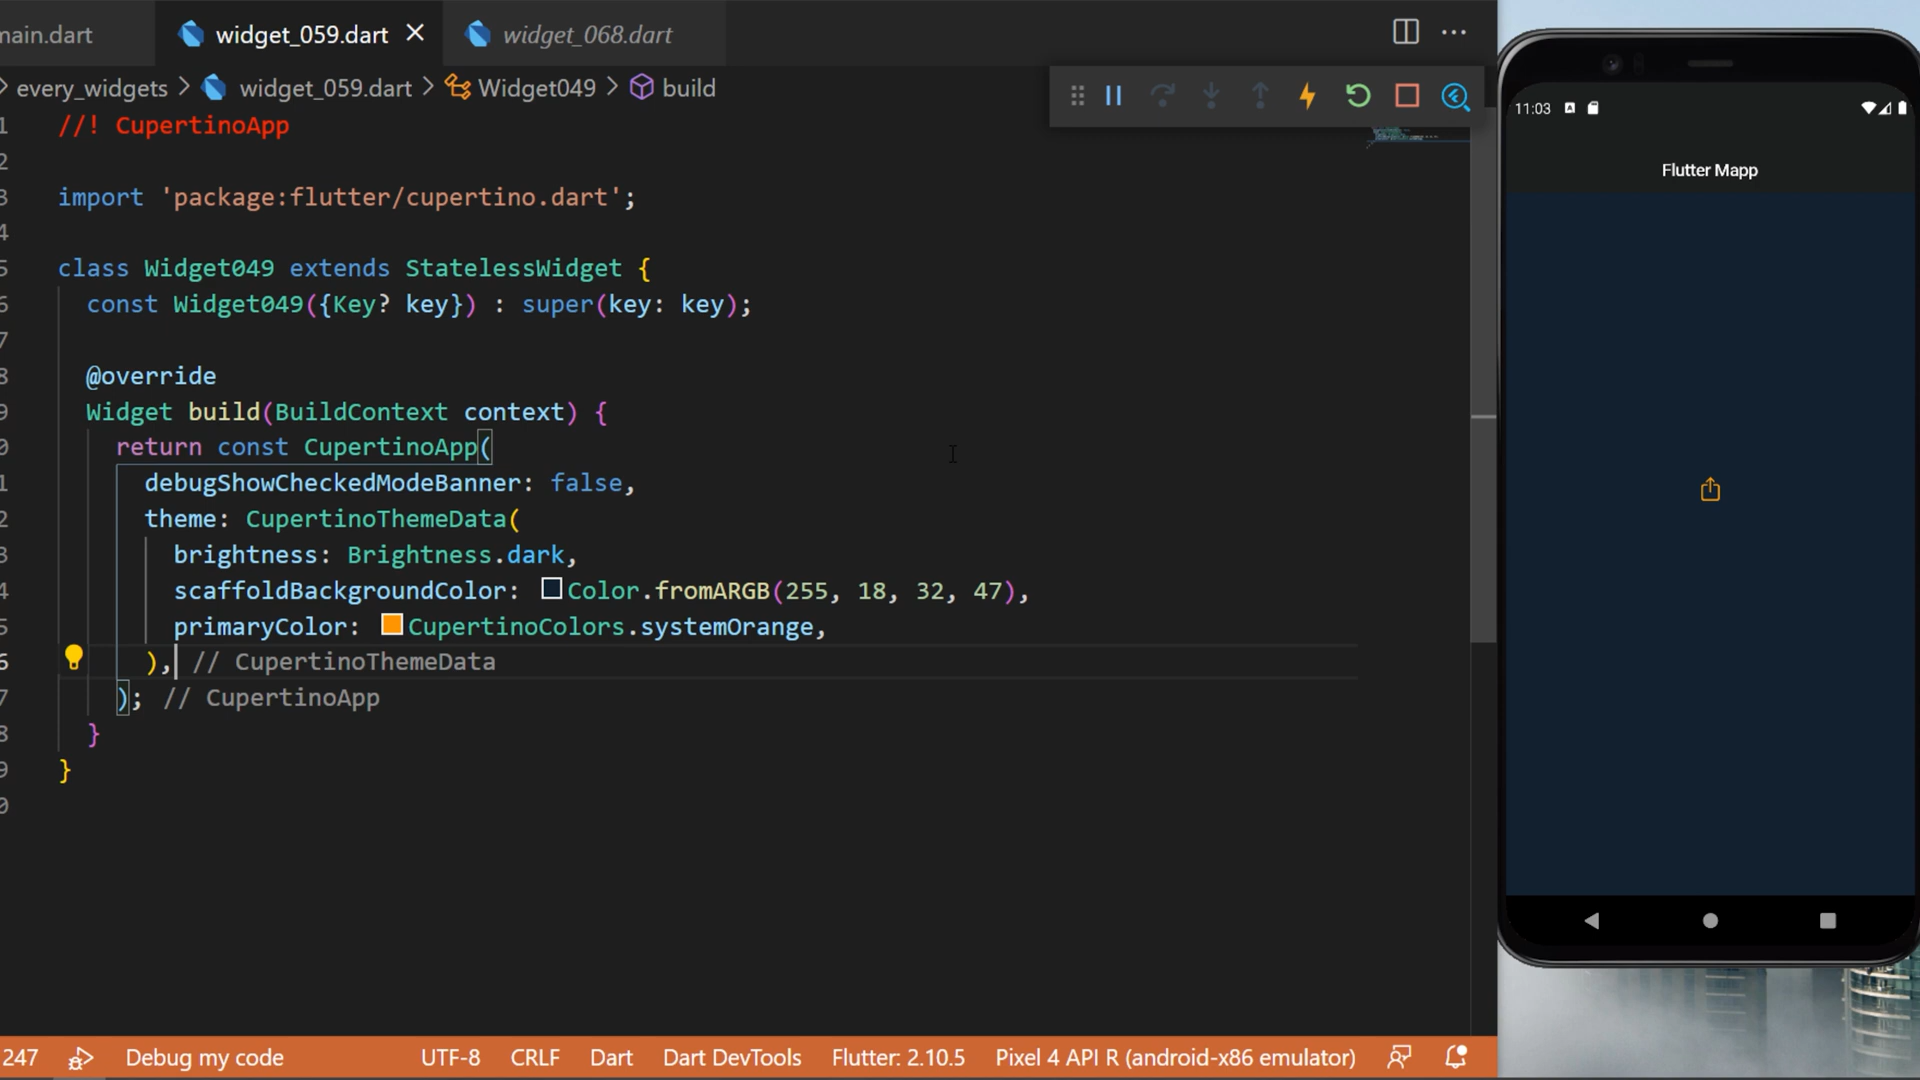 main.dart
widget_059.dart
widget_068.dart
every_widgets > widget_059.dart > Widget049 > build
1 //! CupertinoApp
2
3 import 'package:flutter/cupertino.dart';
4
5 class Widget049 extends StatelessWidget {
6 const Widget049({Key? key}) : super(key: key);
7
8 @override
9 Widget build(BuildContext context) {
0 return const CupertinoApp(
1 debugShowCheckedModeBanner: false,
2 theme: CupertinoThemeData(
3 brightness: Brightness.dark,
4 scaffoldBackgroundColor: Color.fromARGB(255, 18, 32, 47),
5 primaryColor: CupertinoColors.systemOrange,
6 ), // CupertinoThemeData
7 ); // CupertinoApp
8 }
9 }
0
247 Debug my code UTF-8 CRLF Dart Dart DevTools Flutter: 2.10.5 Pixel 4 API R (android-x86 emulator)
11:03
Flutter Mapp